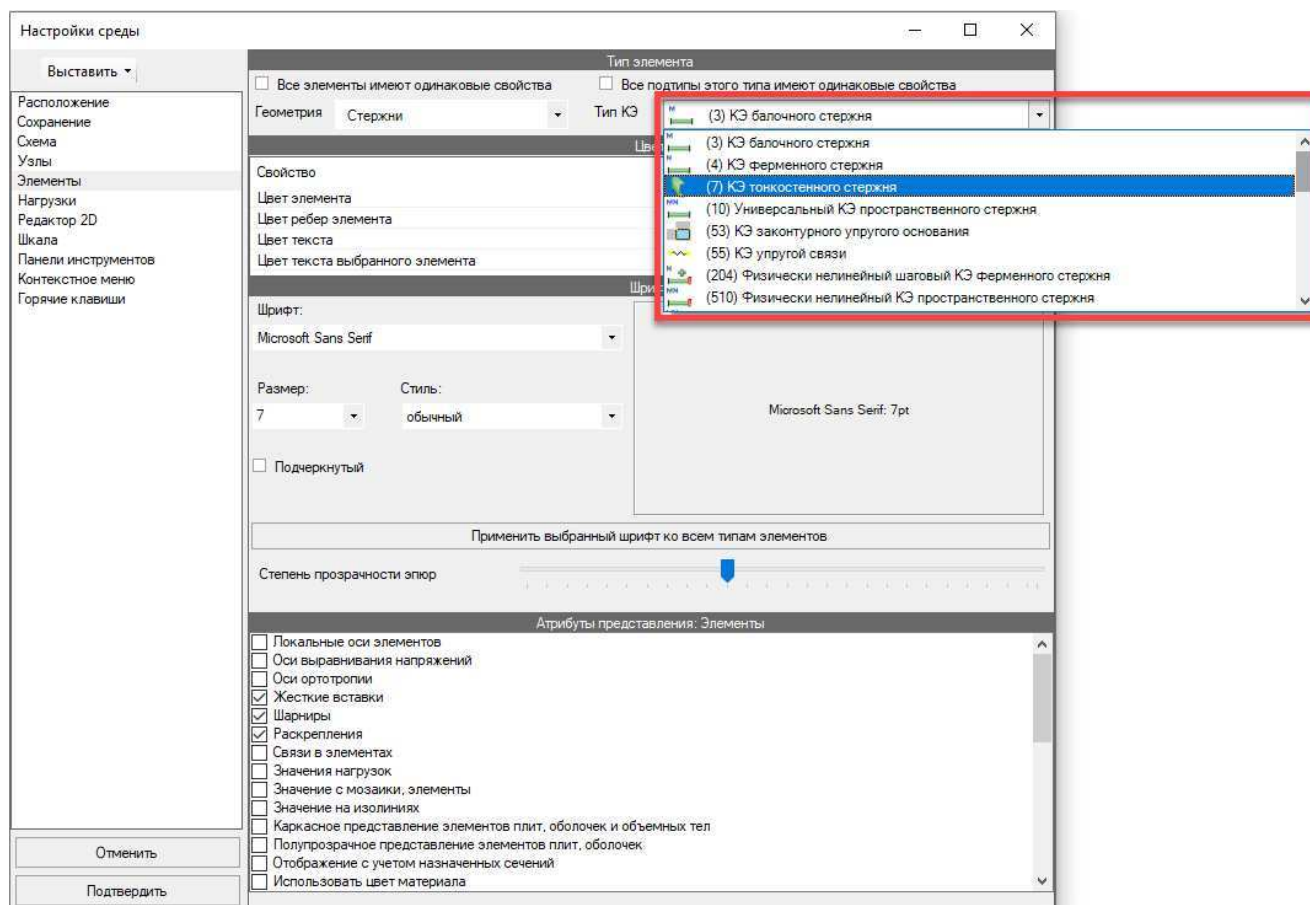 Настройки среды
Выставить
Расположение
Сохранение
Схема
Узлы
Элементы
Нагрузки
Редактор 2D
Шкала
Панели инструментов
Контекстное меню
Горячие клавиши
Отменить
Подтвердить
Тип элемента
Все элементы имеют одинаковые свойства
Все подтипы этого типа имеют одинаковые свойства
Геометрия
Стержни
Тип КЭ
(3) КЭ балочного стержня
(3) КЭ балочного стержня
(4) КЭ ферменного стержня
(7) КЭ тонкостенного стержня
(10) Универсальный КЭ пространственного стержня
(53) КЭ законтурного упругого основания
(55) КЭ упругой связи
(204) Физически нелинейный шаговый КЭ ферменного стержня
(510) Физически нелинейный КЭ пространственного стержня
Свойство
Цвет элемента
Цвет ребер элемента
Цвет текста
Цвет текста выбранного элемента
Шрифт:
Microsoft Sans Serif
Размер:
Стиль:
7
обычный
Подчеркнутый
Microsoft Sans Serif: 7pt
Применить выбранный шрифт ко всем типам элементов
Степень прозрачности эпюр
Атрибуты представления: Элементы
Локальные оси элементов
Оси выравнивания напряжений
Оси ортотропии
Жесткие вставки
Шарниры
Раскрепления
Связи в элементах
Значения нагрузок
Значение с мозаики, элементы
Значение на изолиниях
Каркасное представление элементов плит, оболочек и объемных тел
Полупрозрачное представление элементов плит, оболочек
Отображение с учетом назначенных сечений
Использовать цвет материала